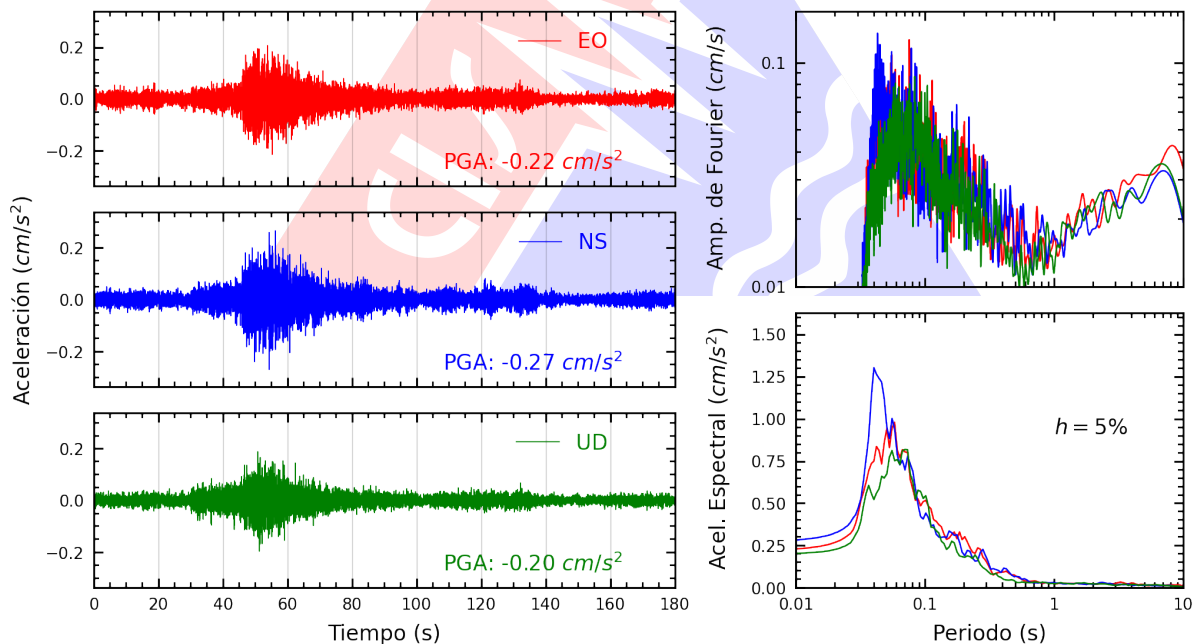 Aceleración (cm/s²)
0.2
0.0
−0.2
EO
PGA: -0.22 cm/s²
0.2
0.0
−0.2
NS
PGA: -0.27 cm/s²
0.2
0.0
−0.2
UD
PGA: -0.20 cm/s²
0 20 40 60 80 100 120 140 160 180
Tiempo (s)
Amp. de Fourier (cm/s)
0.1
0.01
Acel. Espectral (cm/s²)
1.50
1.25
1.00
0.75
0.50
0.25
0.00
h = 5%
0.01 0.1 1 10
Periodo (s)